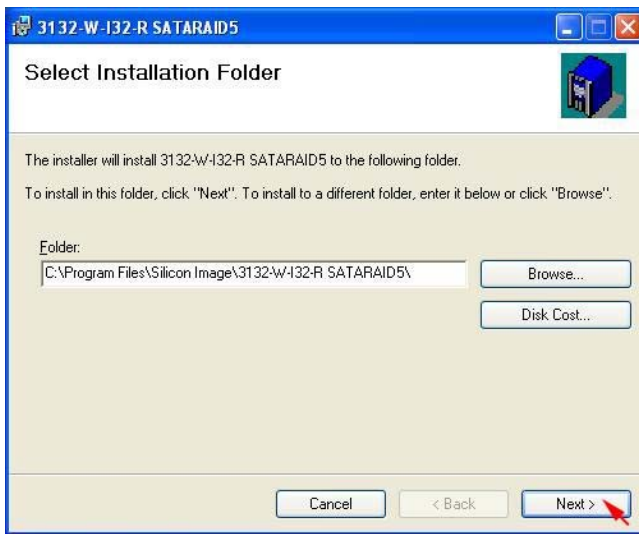 3132-W-I32-R SATARAID5
Select Installation Folder
The installer will install 3132-W-I32-R SATARAID5 to the following folder.
To install in this folder, click "Next". To install to a different folder, enter it below or click "Browse".
Folder:
C:\Program Files\Silicon Image\3132-W-I32-R SATARAID5\
Browse...
Disk Cost...
Cancel
< Back
Next >